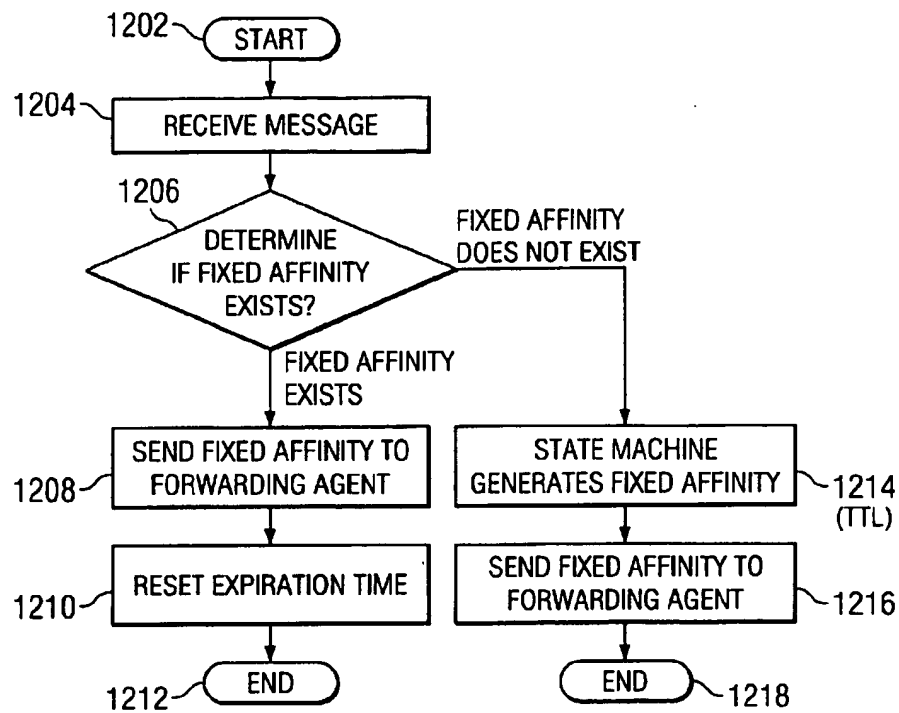 1202
START
1204
RECEIVE MESSAGE
1206
DETERMINE
IF FIXED AFFINITY
EXISTS?
FIXED AFFINITY
DOES NOT EXIST
FIXED AFFINITY
EXISTS
1208
SEND FIXED AFFINITY TO
FORWARDING AGENT
STATE MACHINE
GENERATES FIXED AFFINITY
1214
(TTL)
1210
RESET EXPIRATION TIME
SEND FIXED AFFINITY TO
FORWARDING AGENT
1216
1212
END
END
1218